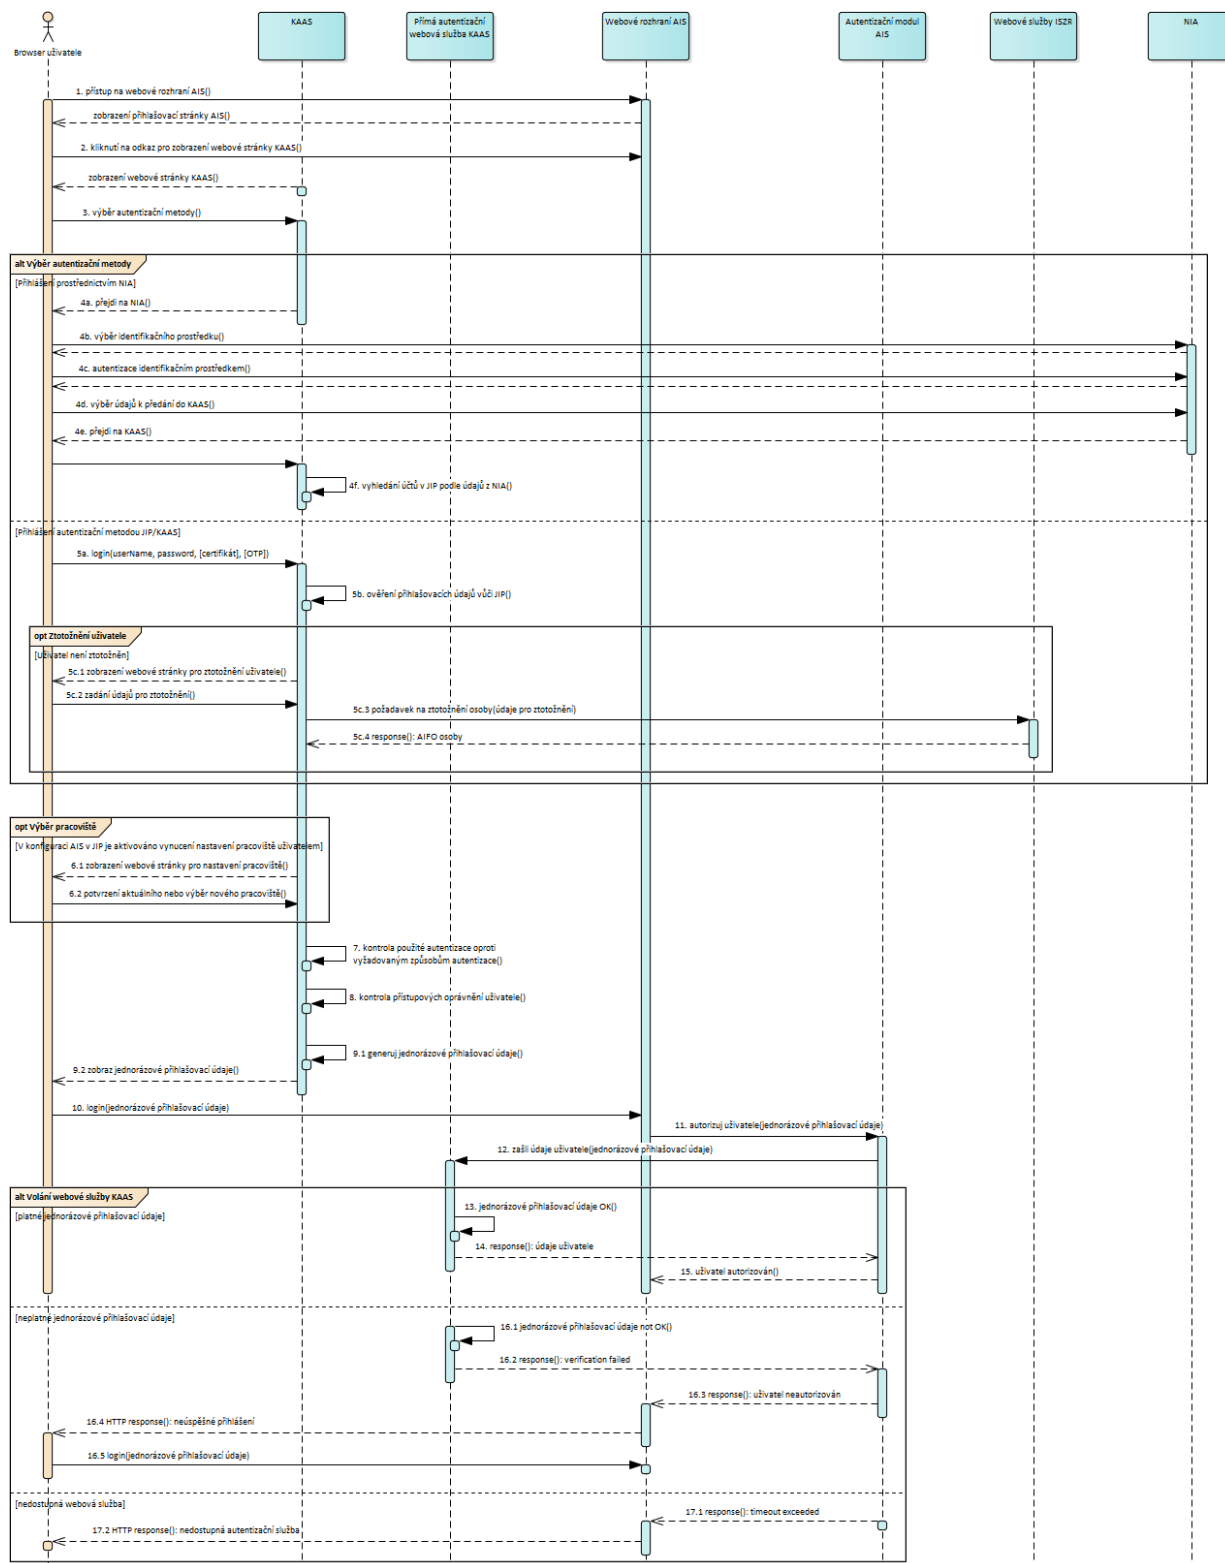 KAAS
Přímá autentizační
webová služba KAAS
Webové rozhraní AIS
Autentizační modul
AIS
Webové služby ISZR
NIA
Browser uživatele
1. přístup na webové rozhraní AIS()
zobrazení přihlašovací stránky AIS()
2. kliknutí na odkaz pro zobrazení webové stránky KAAS()
zobrazení webové stránky KAAS()
3. výběr autentizační metody()
alt Výběr autentizační metody
[Přihlášení prostřednictvím NIA]
4a. přejdi na NIA()
4b. výběr identifikačního prostředku()
4c. autentizace identifikačním prostředkem()
4d. výběr údajů k předání do KAAS()
4e. přejdi na KAAS()
4f. vyhledání účtů v JIP podle údajů z NIA()
[Přihlášení autentizační metodou JIP/KAAS]
5a. login(userName, password, [certifikát], [OTP])
5b. ověření přihlašovacích údajů vůči JIP()
opt Ztotožnění uživatele
[Uživatel není ztotožněn]
5c.1 zobrazení webové stránky pro ztotožnění uživatele()
5c.2 zadání údajů pro ztotožnění()
5c.3 požadavek na ztotožnění osoby(údaje pro ztotožnění)
5c.4 response(): AIFO osoby
opt Výběr pracoviště
[V konfiguraci AIS v JIP je aktivováno vynucení nastavení pracoviště uživatelem]
6.1 zobrazení webové stránky pro nastavení pracoviště()
6.2 potvrzení aktuálního nebo výběr nového pracoviště()
7. kontrola použité autentizace oproti
vyžadovaným způsobům autentizace()
8. kontrola přístupových oprávnění uživatele()
9.1 generuj jednorázové přihlašovací údaje()
9.2 zobraz jednorázové přihlašovací údaje()
10. login(jednorázové přihlašovací údaje)
11. autorizuj uživatele(jednorázové přihlašovací údaje)
12. zašli údaje uživatele(jednorázové přihlašovací údaje)
alt Volání webové služby KAAS
[platné jednorázové přihlašovací údaje]
13. jednorázové přihlašovací údaje OK()
14. response(): údaje uživatele
15. uživatel autorizován()
[neplatné jednorázové přihlašovací údaje]
16.1 jednorázové přihlašovací údaje not OK()
16.2 response(): verification failed
16.3 response(): uživatel neautorizován
16.4 HTTP response(): neúspěšné přihlášení
16.5 login(jednorázové přihlašovací údaje)
[nedostupná webová služba]
17.1 response(): timeout exceeded
17.2 HTTP response(): nedostupná autentizační služba